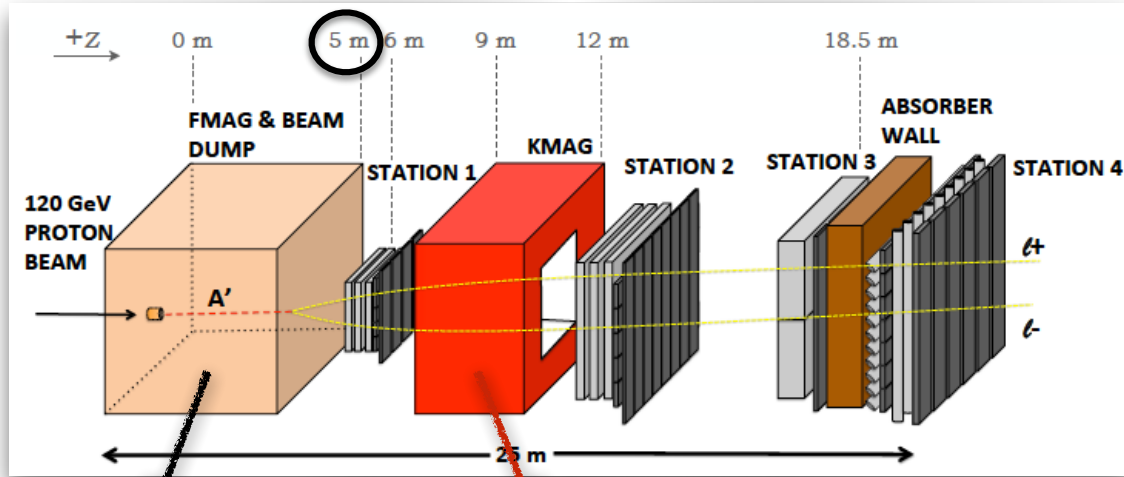 +Z
0 m
5 m
6 m
9 m
12 m
18.5 m
FMAG & BEAM
DUMP
STATION 1
KMAG
STATION 2
STATION 3
ABSORBER
WALL
STATION 4
120 GeV
PROTON
BEAM
A’
ℓ+
ℓ-
25 m